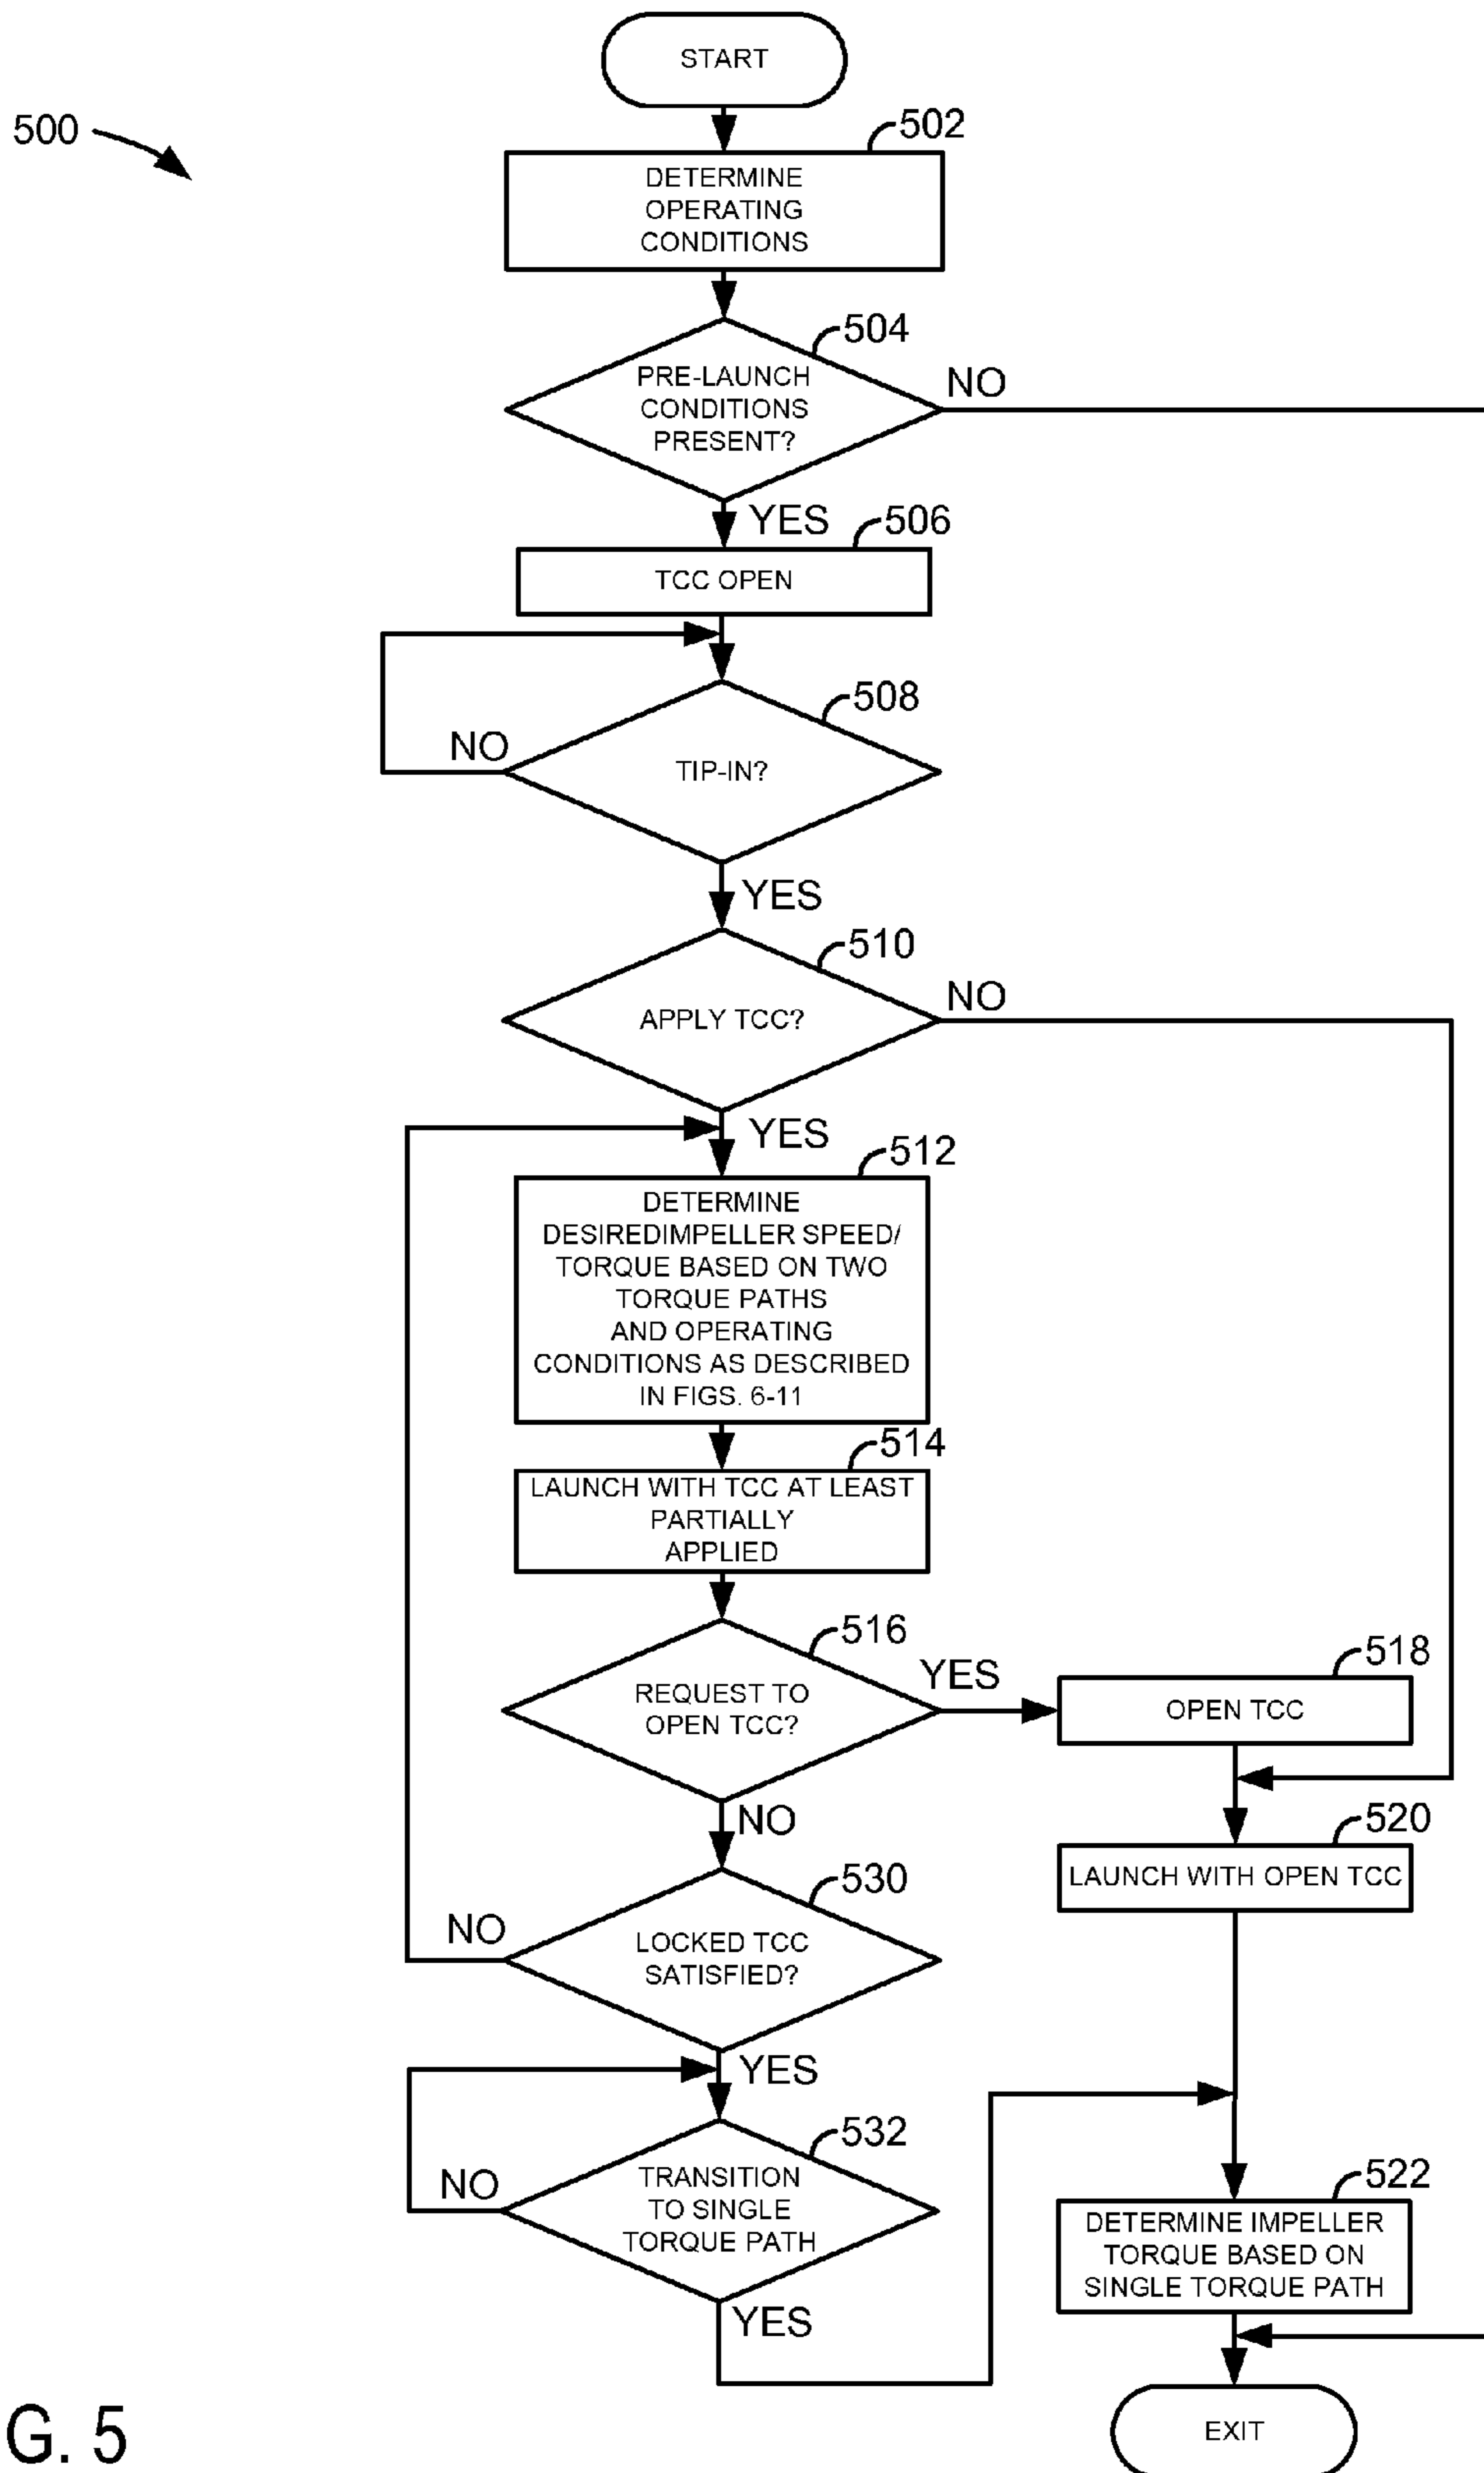 START
500
502
DETERMINE
OPERATING
CONDITIONS
504
PRE-LAUNCH
CONDITIONS
PRESENT?
NO
YES
506
TCC OPEN
508
NO
TIP-IN?
YES
510
APPLY TCC?
NO
YES
512
DETERMINE
DESIREDIMPELLER SPEED/
TORQUE BASED ON TWO
TORQUE PATHS
AND OPERATING
CONDITIONS AS DESCRIBED
IN FIGS. 6-11
514
LAUNCH WITH TCC AT LEAST
PARTIALLY
APPLIED
516
REQUEST TO
OPEN TCC?
YES
518
OPEN TCC
NO
520
LAUNCH WITH OPEN TCC
530
NO
LOCKED TCC
SATISFIED?
YES
532
NO
TRANSITION
TO SINGLE
TORQUE PATH
YES
522
DETERMINE IMPELLER
TORQUE BASED ON
SINGLE TORQUE PATH
EXIT
G. 5